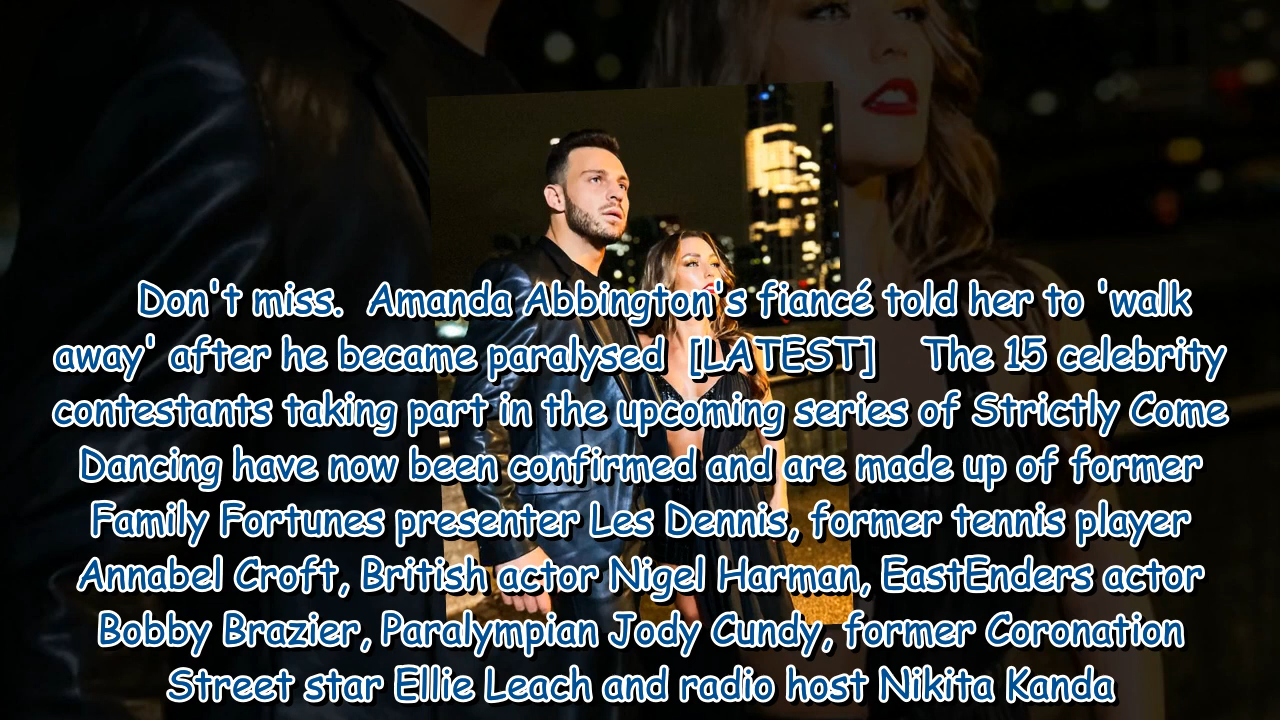 Don't miss.  Amanda Abbington's fiancé told her to 'walk
away' after he became paralysed  [LATEST]    The 15 celebrity
contestants taking part in the upcoming series of Strictly Come
Dancing have now been confirmed and are made up of former
Family Fortunes presenter Les Dennis, former tennis player
Annabel Croft, British actor Nigel Harman, EastEnders actor
Bobby Brazier, Paralympian Jody Cundy, former Coronation
Street star Ellie Leach and radio host Nikita Kanda